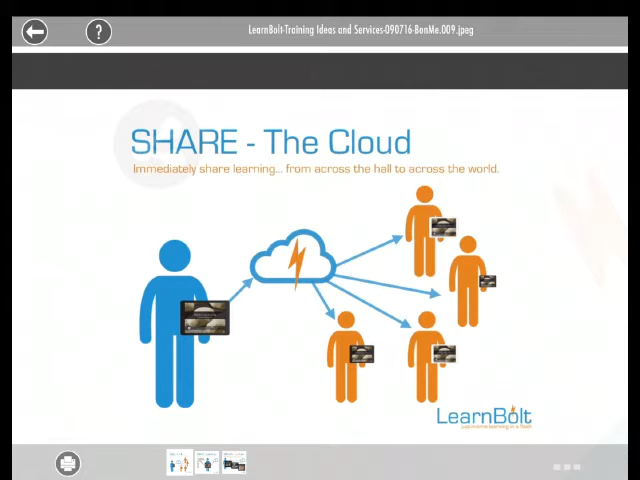 LearnBolt-Training Ideas and Services-090716-BonMe.009.jpeg
?
SHARE - The Cloud
Immediately share learning... from across the hall to across the world.
LearnBolt